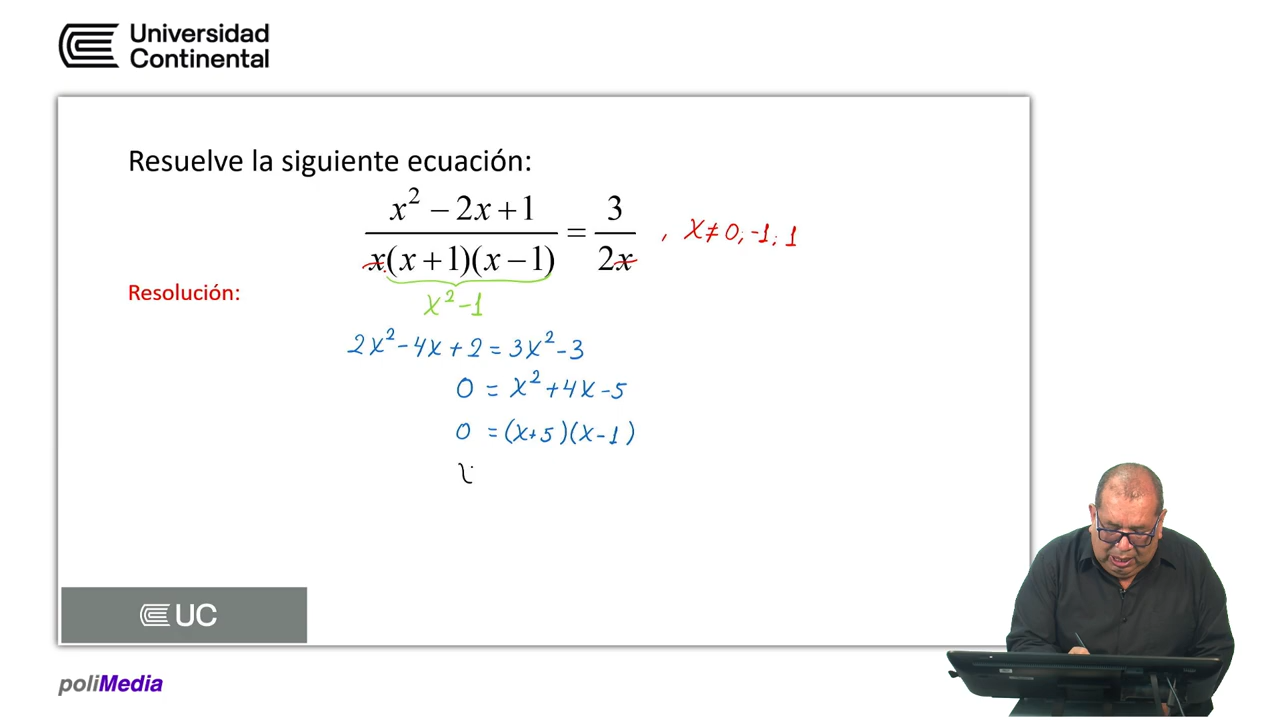 Universidad
Continental
Resuelve la siguiente ecuación:
x² − 2x + 1 / x(x + 1)(x − 1) = 3 / 2x , x ≠ 0; -1; 1
x² - 1
Resolución:
2x² - 4x + 2 = 3x² - 3
0 = x² + 4x - 5
0 = (x+5)(x-1)
UC
poliMedia